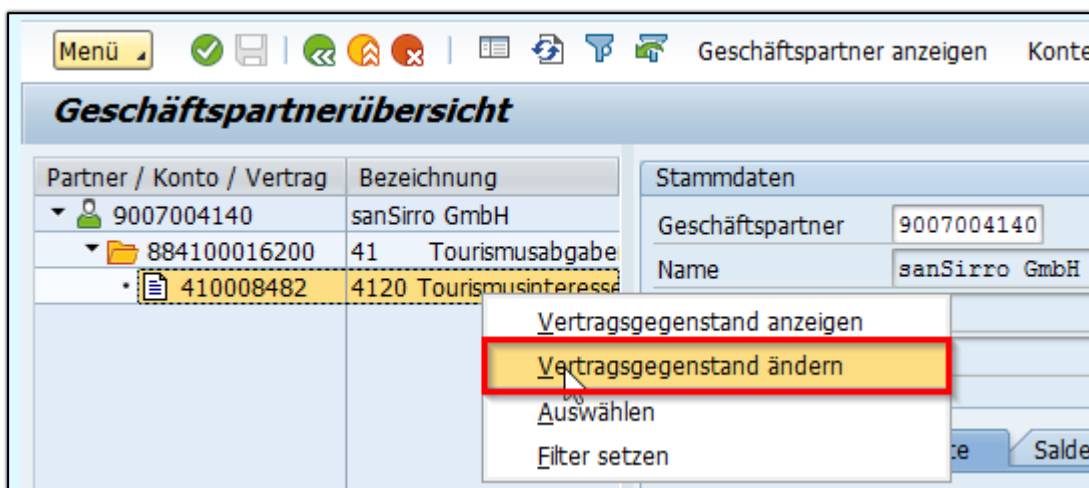 Menü Geschäftspartner anzeigen Konte
Geschäftspartnerübersicht
Partner / Konto / Vertrag Bezeichnung Stammdaten
9007004140 sanSirro GmbH Geschäftspartner 9007004140
884100016200 41 Tourismusabgabe Name sanSirro GmbH
410008482 4120 Tourismusinteresse
Vertragsgegenstand anzeigen
Vertragsgegenstand ändern
Auswählen
Filter setzen
te Salde